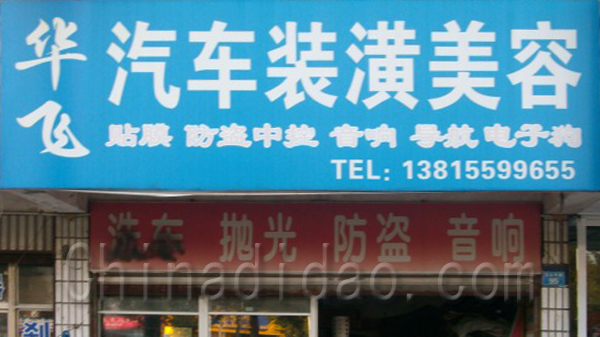 华飞
汽车装潢美容
贴膜 防盗中控 音响 导航 电子狗
TEL: 13815599655
洗车 抛光 防盗 音响
Chinadidao.com
95